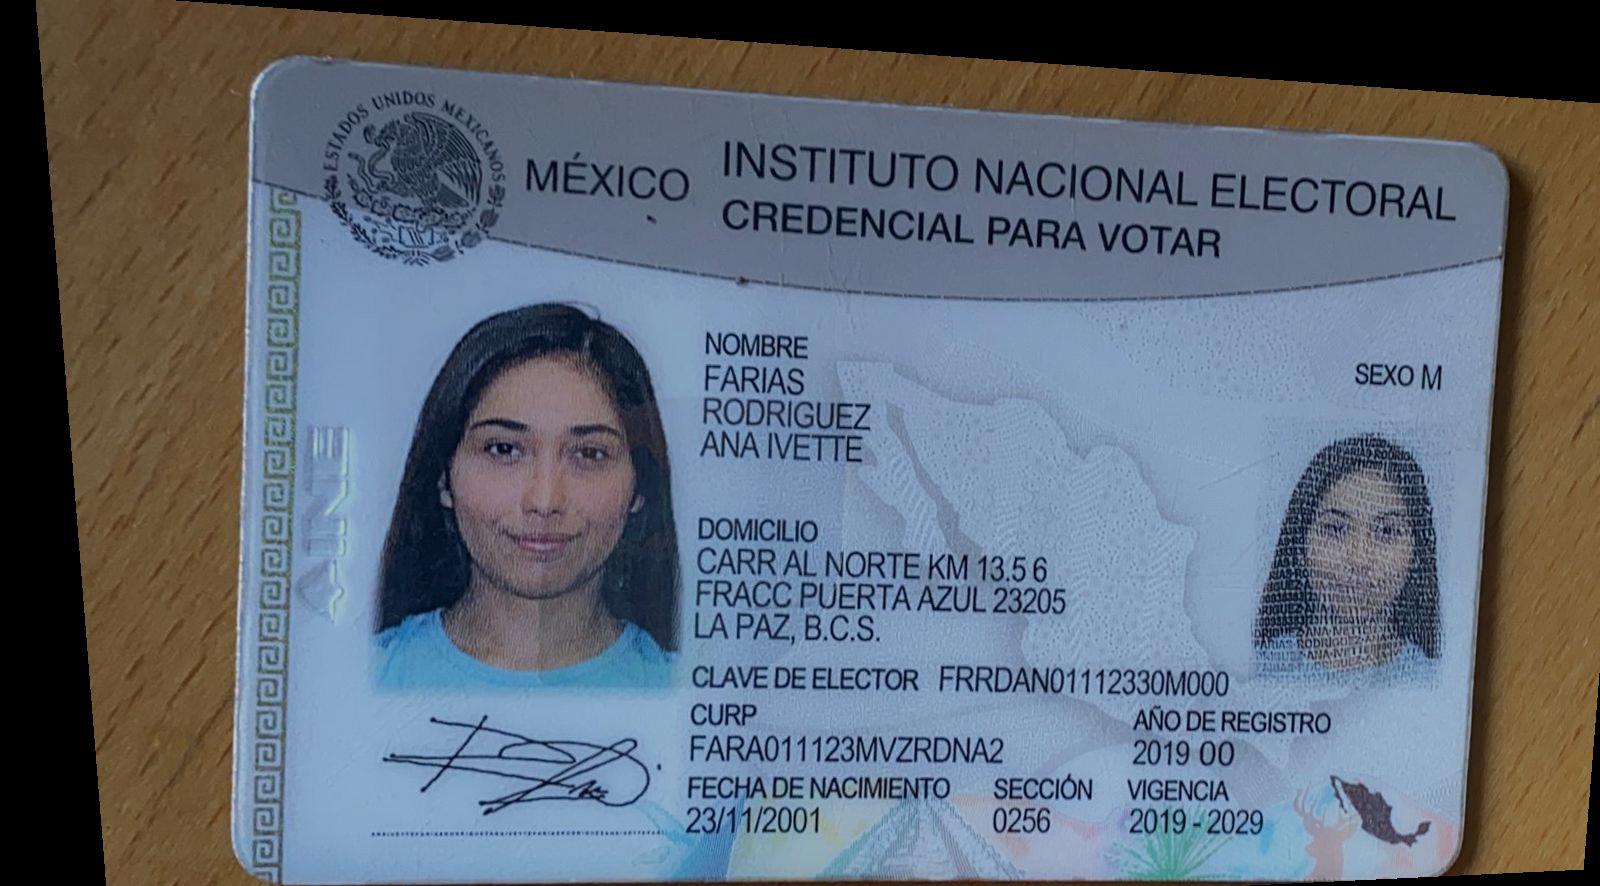 ESTADOS UNIDOS MEXICANOS
MÉXICO
INSTITUTO NACIONAL ELECTORAL
CREDENCIAL PARA VOTAR
NOMBRE
FARIAS
RODRIGUEZ
ANA IVETTE
SEXO M
DOMICILIO
CARR AL NORTE KM 13.5 6
FRACC PUERTA AZUL 23205
LA PAZ, B.C.S.
CLAVE DE ELECTOR FRRDAN01112330M000
CURP
FARA011123MVZRDNA2
AÑO DE REGISTRO
2019 00
FECHA DE NACIMIENTO
23/11/2001
SECCIÓN
0256
VIGENCIA
2019 - 2029
INE